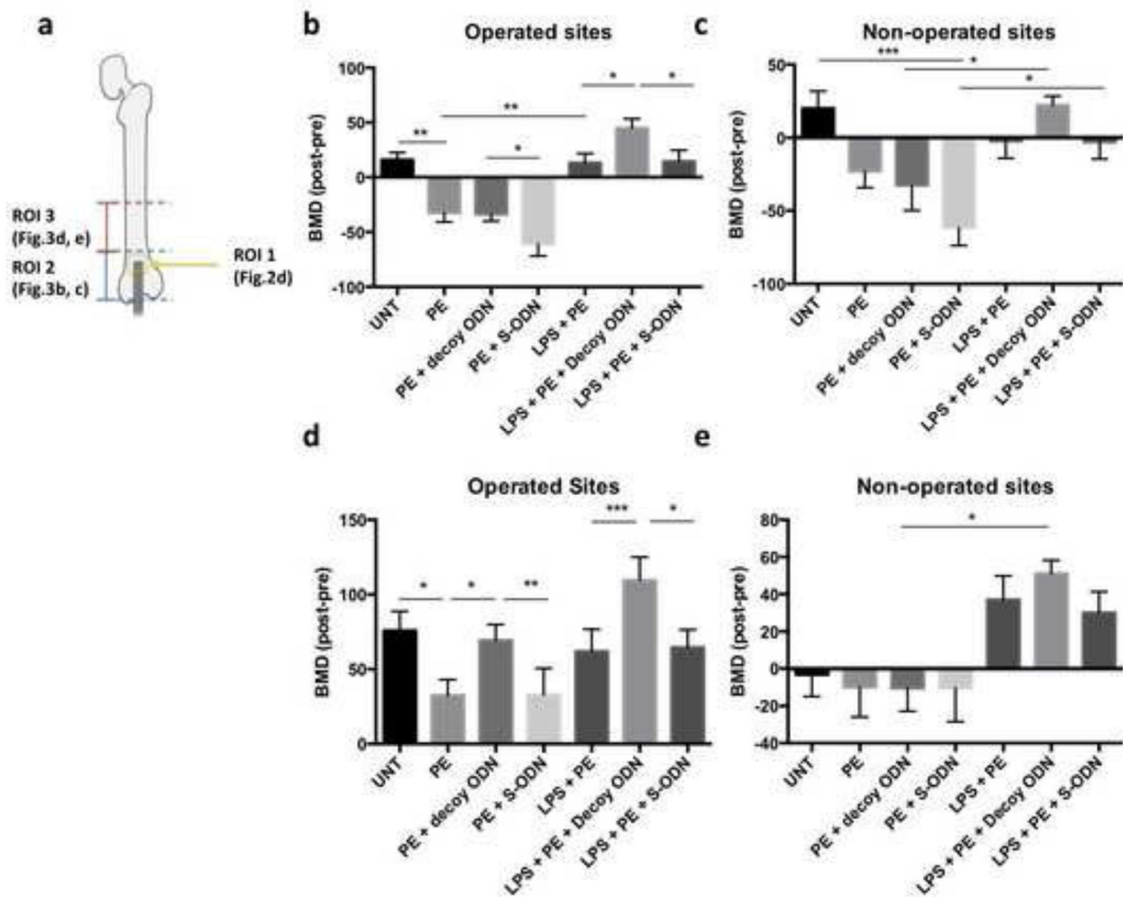 a
ROI 3
(Fig.3d, e)
ROI 2
(Fig.3b, c)
ROI 1
(Fig.2d)
b
Operated sites
BMD (post-pre)
100
50
0
-50
-100
**
**
*
*
*
UNT
PE
PE + decoy ODN
PE + S-ODN
LPS + PE
LPS + PE + Decoy ODN
LPS + PE + S-ODN
c
Non-operated sites
BMD (post-pre)
50
0
-50
-100
***
*
*
UNT
PE
PE + decoy ODN
PE + S-ODN
LPS + PE
LPS + PE + Decoy ODN
LPS + PE + S-ODN
d
Operated Sites
BMD (post-pre)
150
100
50
0
*
*
**
***
*
UNT
PE
PE + decoy ODN
PE + S-ODN
LPS + PE
LPS + PE + Decoy ODN
LPS + PE + S-ODN
e
Non-operated sites
BMD (post-pre)
80
60
40
20
0
-20
-40
*
UNT
PE
PE + decoy ODN
PE + S-ODN
LPS + PE
LPS + PE + Decoy ODN
LPS + PE + S-ODN